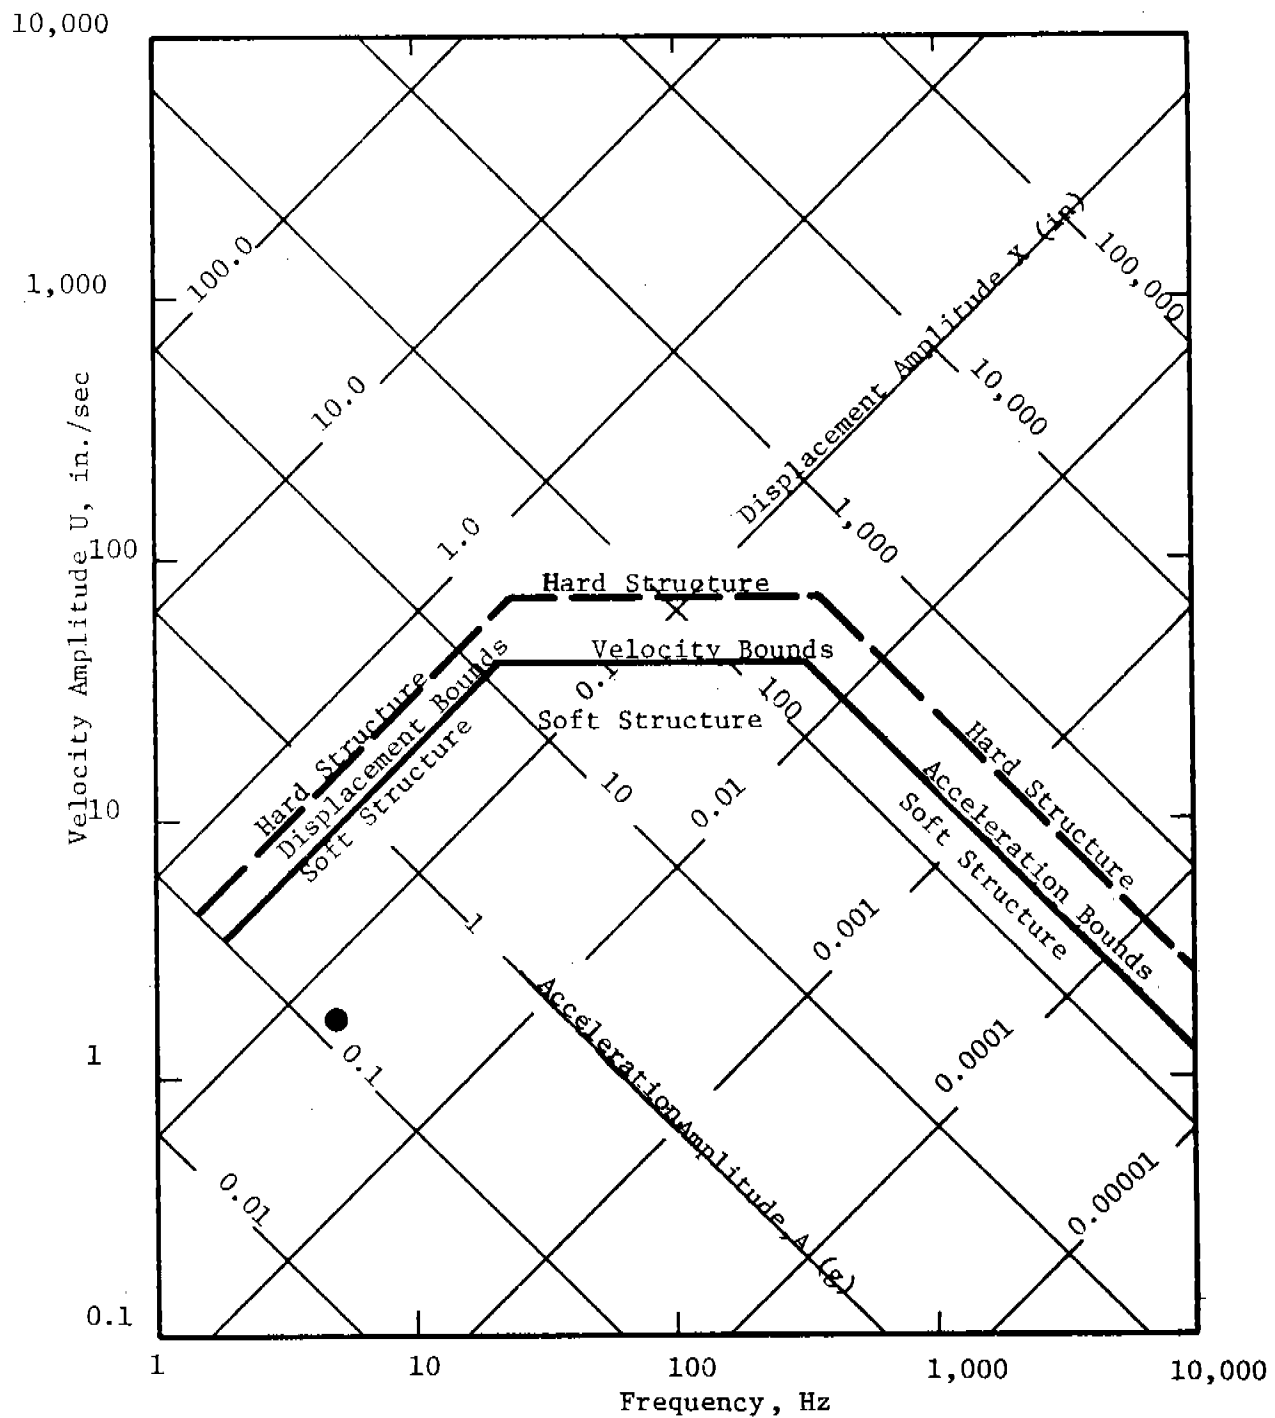 10,000
1,000
100
10
1
0.1
Velocity Amplitude U, in./sec
100.0
10.0
1.0
0.1
0.01
0.001
0.0001
0.00001
Displacement Amplitude X (in)
100,000
10,000
1,000
100
10
1
0.1
0.01
Hard Structure
Velocity Bounds
Soft Structure
Hard Structure
Displacement Bounds
Soft Structure
Hard Structure
Acceleration Bounds
Soft Structure
Acceleration Amplitude, A (g)
1
10
100
1,000
10,000
Frequency, Hz